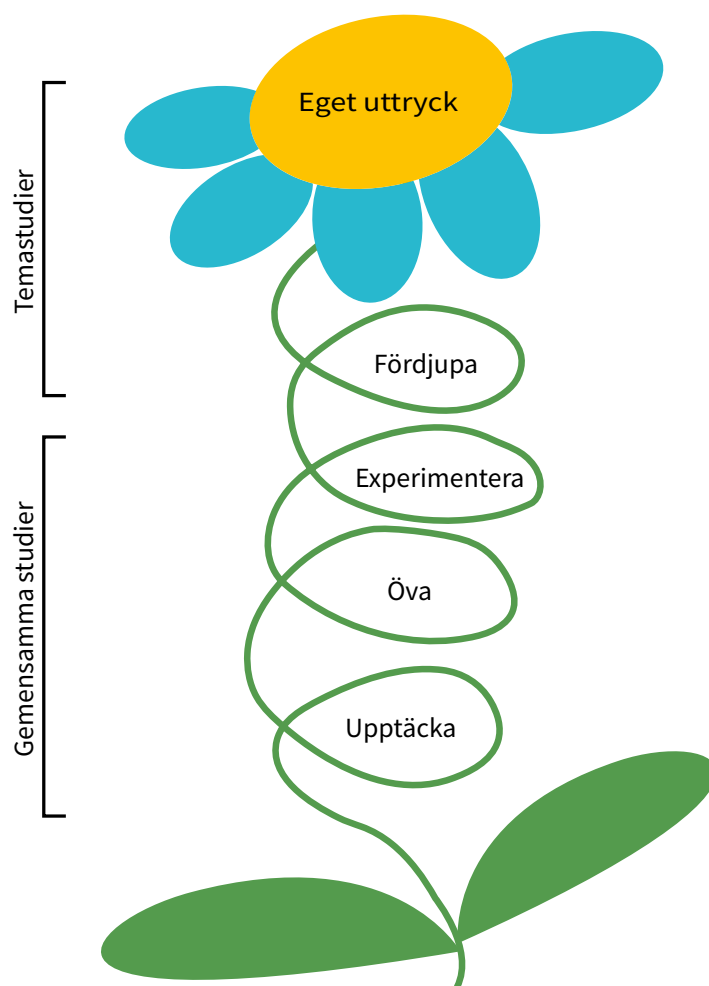 Eget uttryck
Temastudier
Fördjupa
Experimentera
Öva
Gemensamma studier
Upptäcka